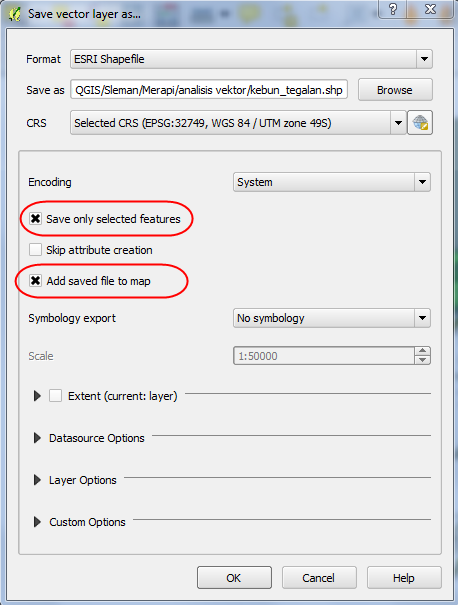 Save vector layer as...
Format ESRI Shapefile
Save as QGIS/Sleman/Merapi/analisis vektor/kebun_tegalan.shp Browse
CRS Selected CRS (EPSG:32749, WGS 84 / UTM zone 49S)
Encoding System
Save only selected features
Skip attribute creation
Add saved file to map
Symbology export No symbology
Scale 1:50000
Extent (current: layer)
Datasource Options
Layer Options
Custom Options
OK Cancel Help